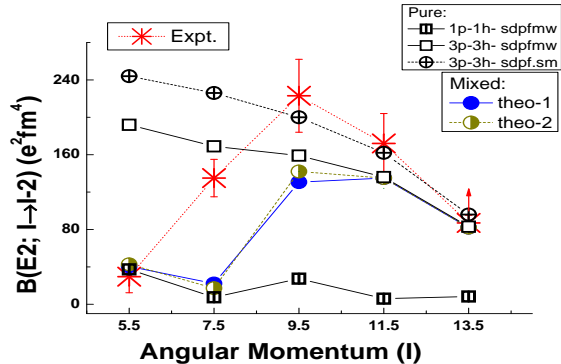 Expt.
Pure:
1p-1h- sdpfmw
3p-3h- sdpfmw
3p-3h- sdpf.sm
Mixed:
theo-1
theo-2
B(E2; I→I-2) (e²fm⁴)
240
160
80
0
5.5 7.5 9.5 11.5 13.5
Angular Momentum (I)